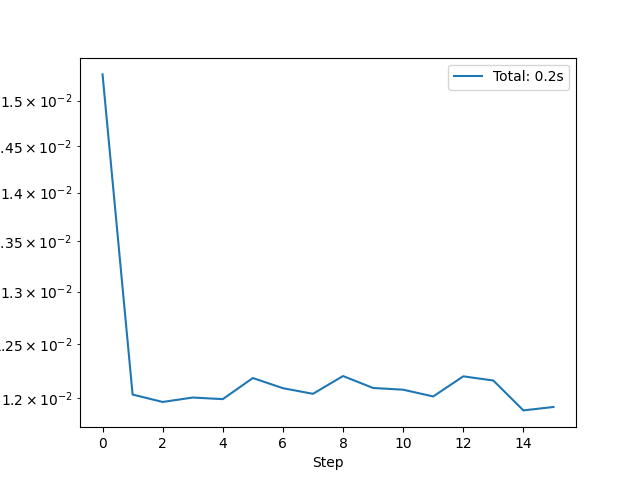 Total: 0.2s
1.5 × 10⁻²
.45 × 10⁻²
1.4 × 10⁻²
.35 × 10⁻²
1.3 × 10⁻²
.25 × 10⁻²
1.2 × 10⁻²
0 2 4 6 8 10 12 14
Step